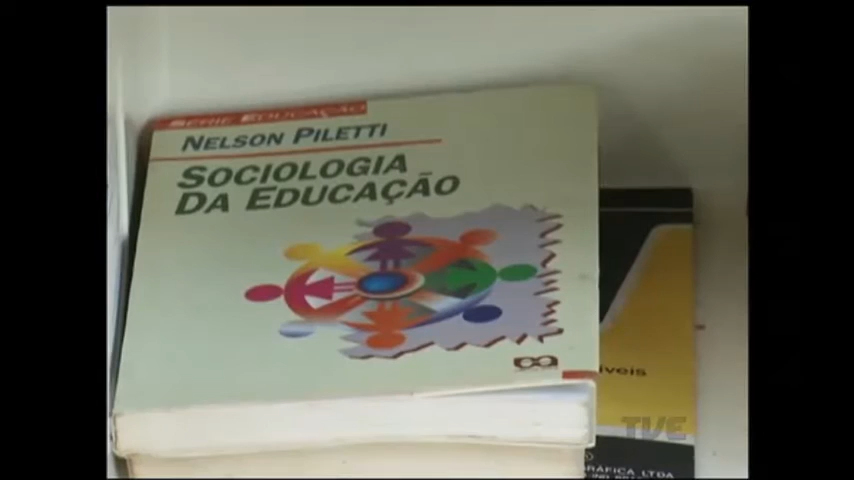 SÉRIE EDUCAÇÃO
NELSON PILETTI
SOCIOLOGIA
DA EDUCAÇÃO
íveis
TVE
GRÁFICA LTDA